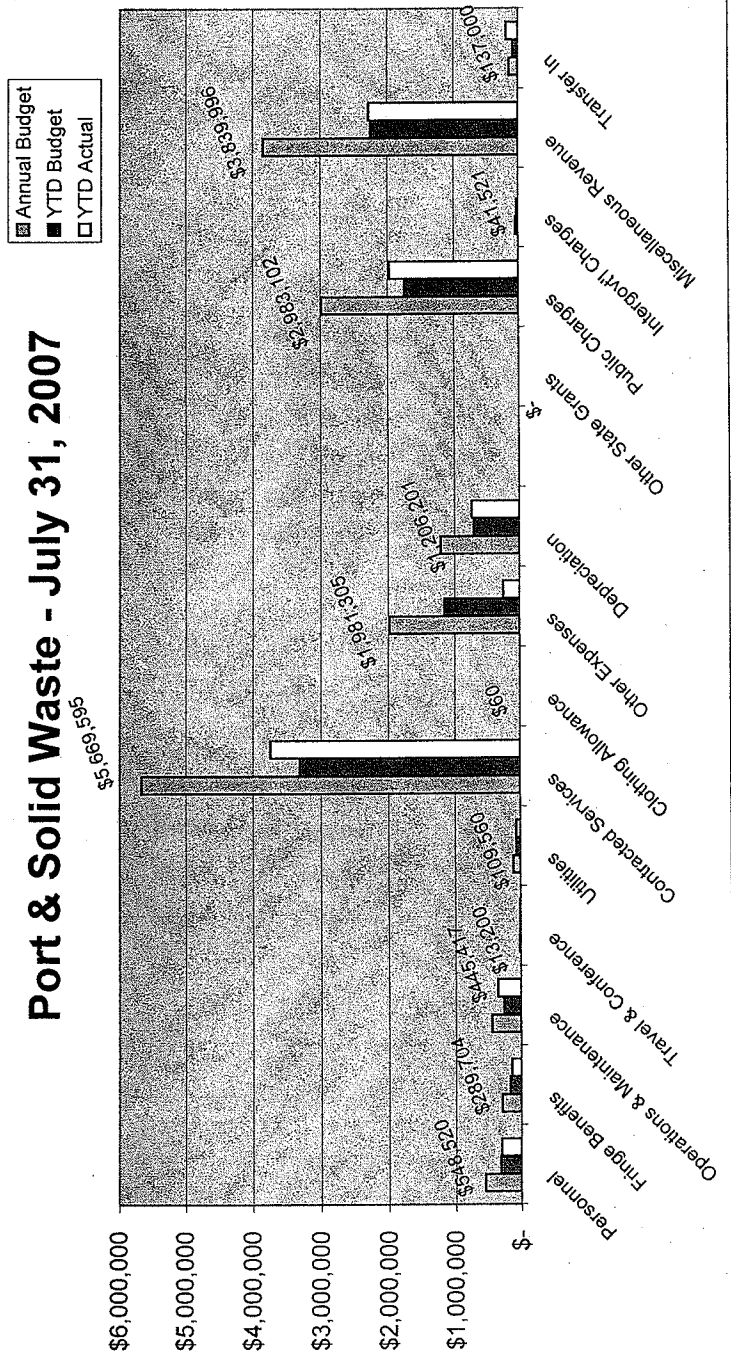 Port & Solid Waste - July 31, 2007
Annual Budget
YTD Budget
YTD Actual
$6,000,000
$5,000,000
$4,000,000
$3,000,000
$2,000,000
$1,000,000
$-
$548,520
$289,704
$445,417
$13,200
$109,560
$5,669,595
$60
$1,981,305
$1,206,201
$-
$2,983,102
$41,521
$3,839,996
$137,000
Personnel
Fringe Benefits
Operations & Maintenance
Travel & Conference
Utilities
Contracted Services
Clothing Allowance
Other Expenses
Depreciation
Other State Grants
Public Charges
Intergov'l Charges
Miscellaneous Revenue
Transfer In